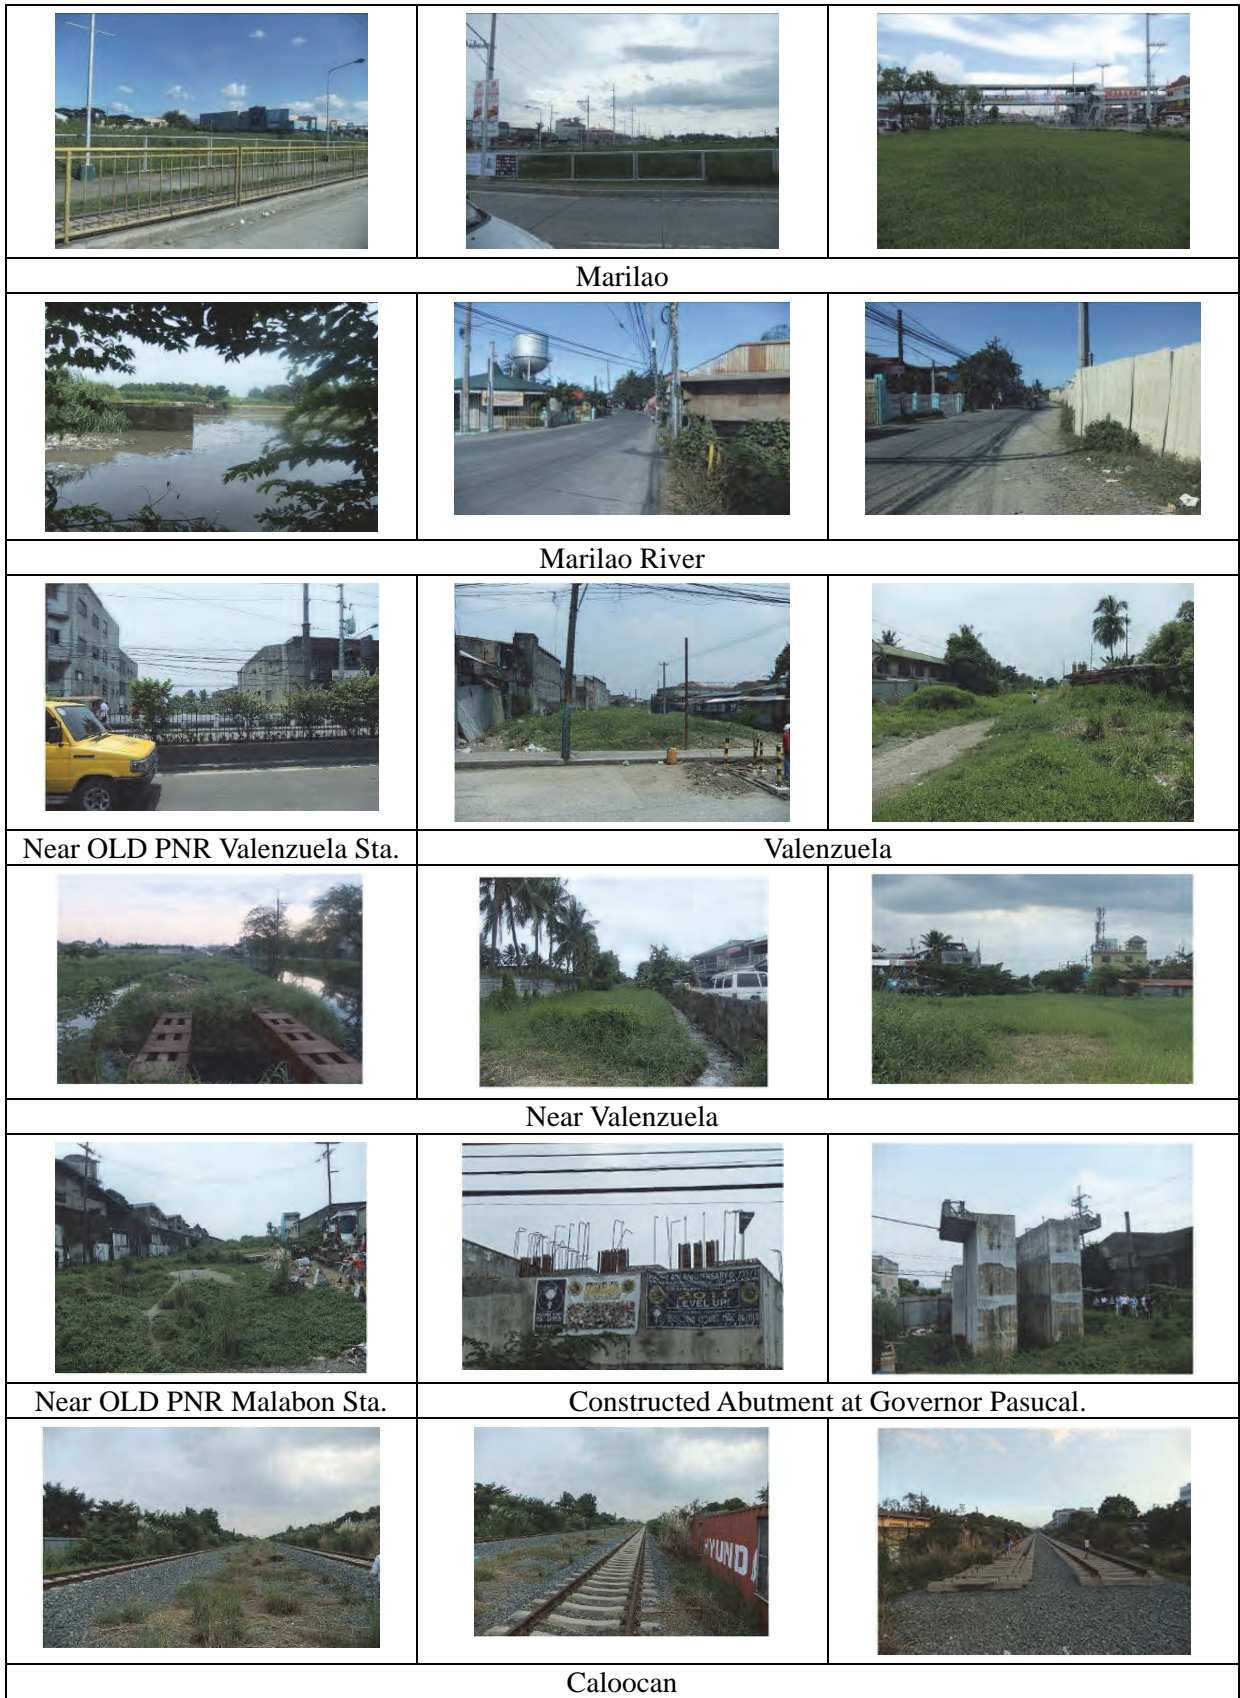 Marilao
Marilao River
Near OLD PNR Valenzuela Sta.
Valenzuela
Near Valenzuela
2011
LEVEL UP!
Near OLD PNR Malabon Sta.
Constructed Abutment at Governor Pasucal.
HYUND
Caloocan